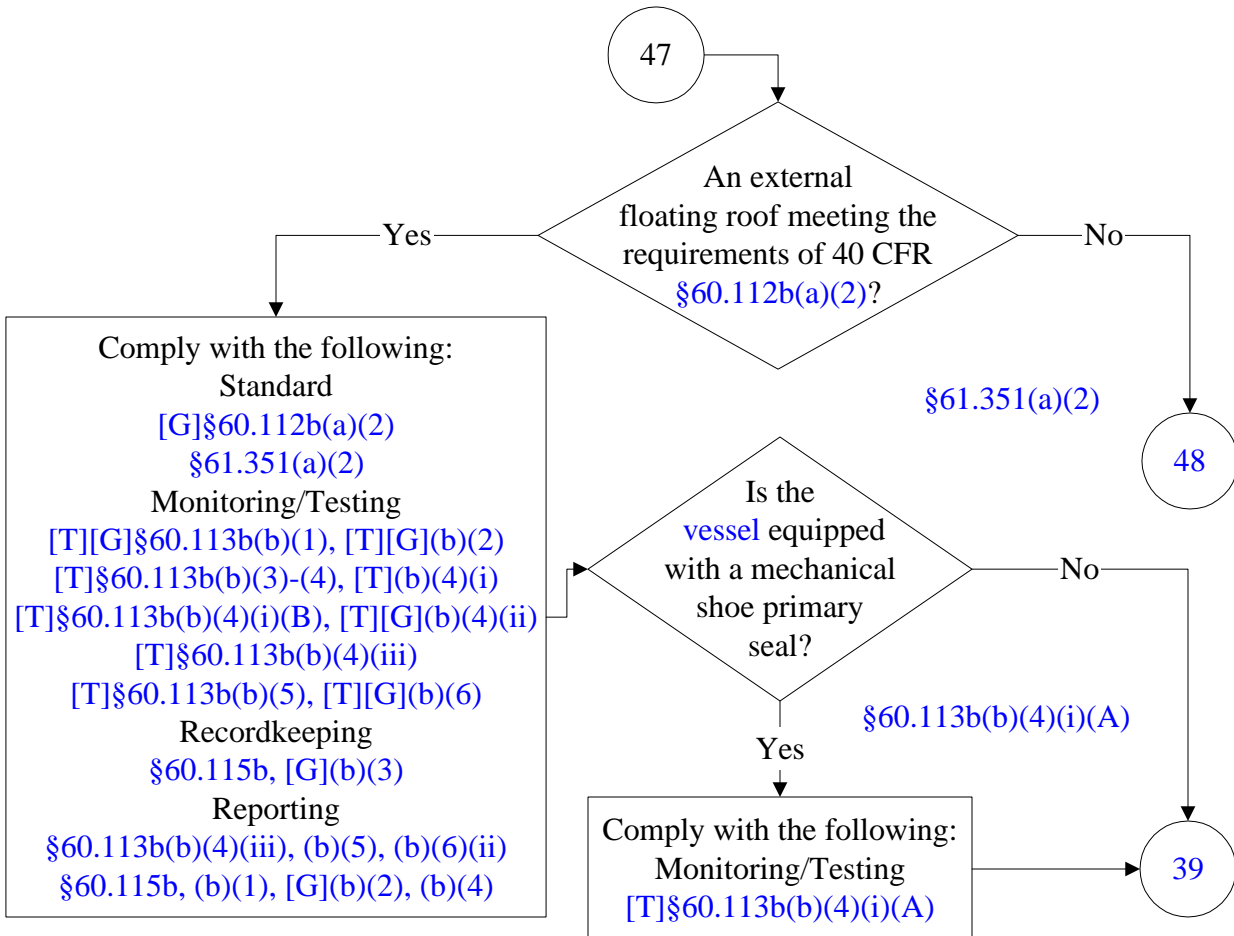 47
An external
floating roof meeting the
requirements of 40 CFR
§60.112b(a)(2)?
Yes
No
§61.351(a)(2)
48
Comply with the following:
Standard
[G]§60.112b(a)(2)
§61.351(a)(2)
Monitoring/Testing
[T][G]§60.113b(b)(1), [T][G](b)(2)
[T]§60.113b(b)(3)-(4), [T](b)(4)(i)
[T]§60.113b(b)(4)(i)(B), [T][G](b)(4)(ii)
[T]§60.113b(b)(4)(iii)
[T]§60.113b(b)(5), [T][G](b)(6)
Recordkeeping
§60.115b, [G](b)(3)
Reporting
§60.113b(b)(4)(iii), (b)(5), (b)(6)(ii)
§60.115b, (b)(1), [G](b)(2), (b)(4)
Is the
vessel equipped
with a mechanical
shoe primary
seal?
No
§60.113b(b)(4)(i)(A)
Yes
Comply with the following:
Monitoring/Testing
[T]§60.113b(b)(4)(i)(A)
39